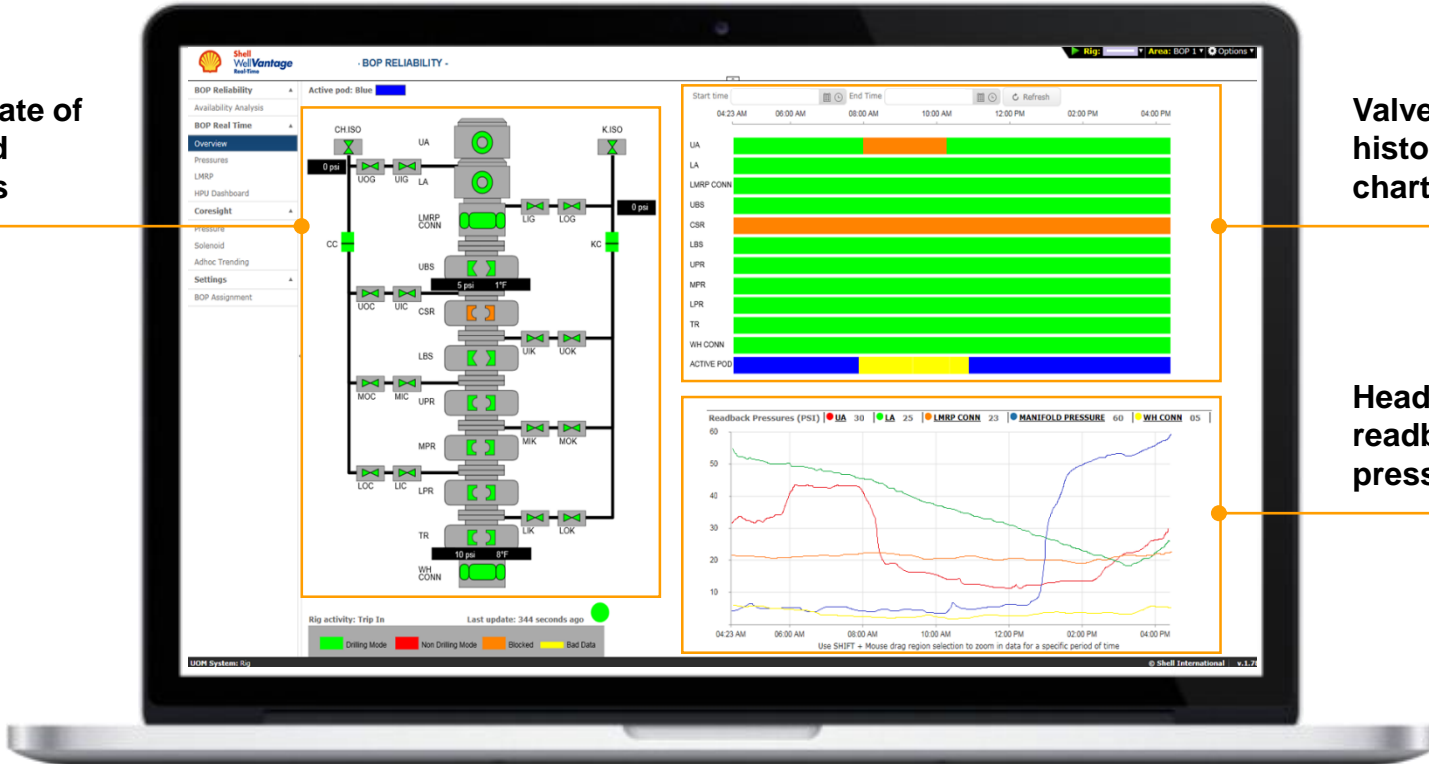 ate of
d
s
Shell
WellVantage
Real-Time
- BOP RELIABILITY -
Rig:
Area: BOP 1
Options
BOP Reliability
Availability Analysis
BOP Real Time
Overview
Pressures
LMRP
HPU Dashboard
Coresight
Pressure
Solenoid
Adhoc Trending
Settings
BOP Assignment
Active pod: Blue
CH.ISO
UA
K.ISO
0 psi
UOG
UIG
LA
LMRP
CONN
LIG
LOG
0 psi
CC
KC
UBS
5 psi 1°F
UOC
UIC
CSR
UIK
UOK
LBS
MOC
MIC
UPR
MPR
MIK
MOK
LOC
LIC
LPR
TR
LIK
LOK
10 psi 8°F
WH
CONN
Rig activity: Trip In
Last update: 344 seconds ago
Drilling Mode
Non Drilling Mode
Blocked
Bad Data
Start time
End Time
Refresh
04:23 AM 06:00 AM 08:00 AM 10:00 AM 12:00 PM 02:00 PM 04:00 PM
UA
LA
LMRP CONN
UBS
CSR
LBS
UPR
MPR
LPR
TR
WH CONN
ACTIVE POD
Readback Pressures (PSI) UA 30 LA 25 LMRP CONN 23 MANIFOLD PRESSURE 60 WH CONN 05
60
50
40
30
20
10
04:23 AM 06:00 AM 08:00 AM 10:00 AM 12:00 PM 02:00 PM 04:00 PM
Use SHIFT + Mouse drag region selection to zoom in data for a specific period of time
UOM System: Rig
© Shell International
v.1.78
Valve
histo
chart
Head
readb
press